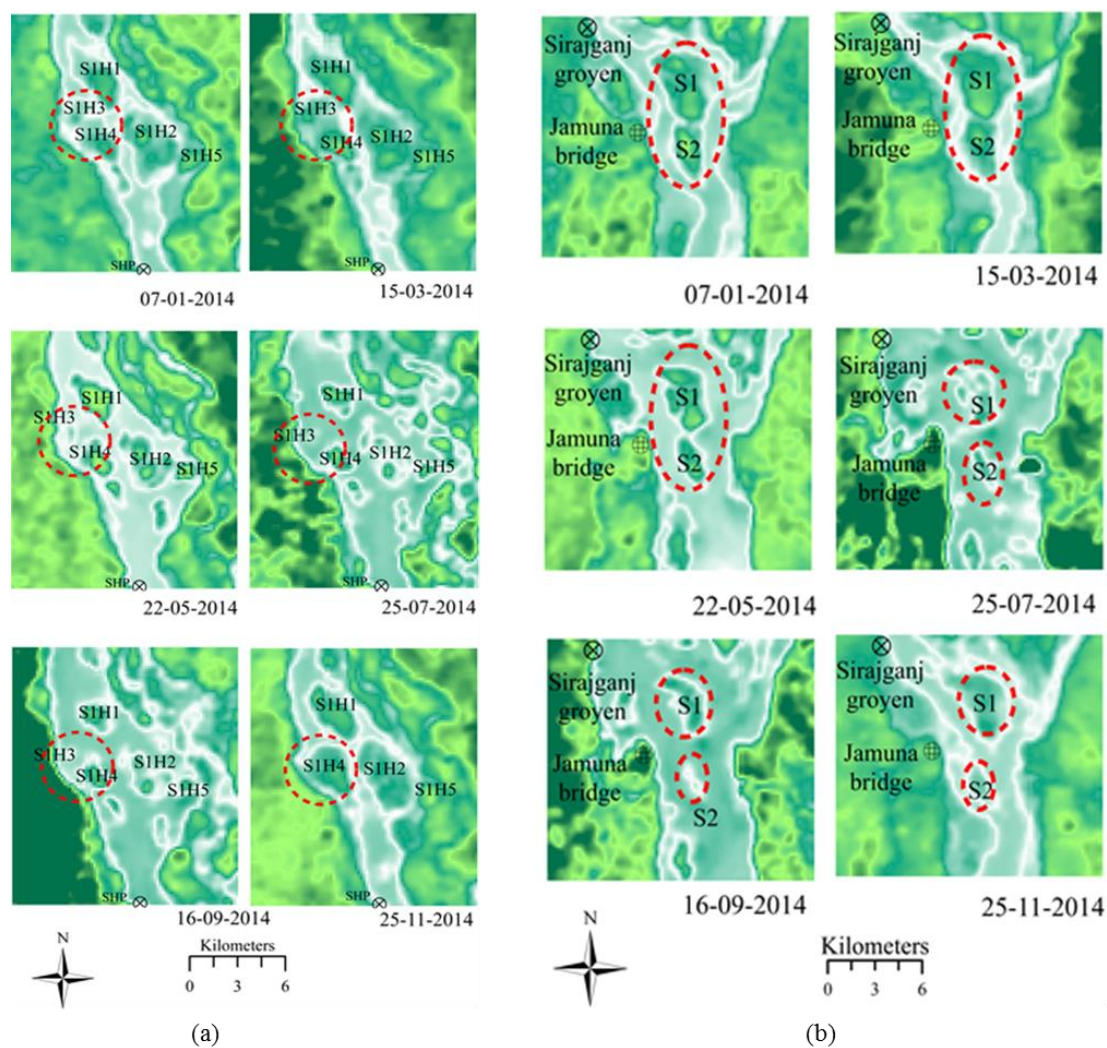 S1H1
S1H3
S1H4
S1H2
S1H5
SHP
07-01-2014
S1H1
S1H3
S1H4
S1H2
S1H5
SHP
15-03-2014
S1H1
S1H3
S1H4
S1H2
S1H5
SHP
22-05-2014
S1H1
S1H3
S1H4
S1H2
S1H5
SHP
25-07-2014
S1H1
S1H3
S1H4
S1H2
S1H5
SHP
16-09-2014
S1H1
S1H4
S1H2
S1H5
SHP
25-11-2014
N
Kilometers
0 3 6
(a)
Sirajganj
groyen
S1
Jamuna
bridge
S2
07-01-2014
Sirajganj
groyen
S1
Jamuna
bridge
S2
15-03-2014
Sirajganj
groyen
S1
Jamuna
bridge
S2
22-05-2014
Sirajganj
groyen
S1
Jamuna
bridge
S2
25-07-2014
Sirajganj
groyen
S1
Jamuna
bridge
S2
16-09-2014
Sirajganj
groyen
S1
Jamuna
bridge
S2
25-11-2014
N
Kilometers
0 3 6
(b)